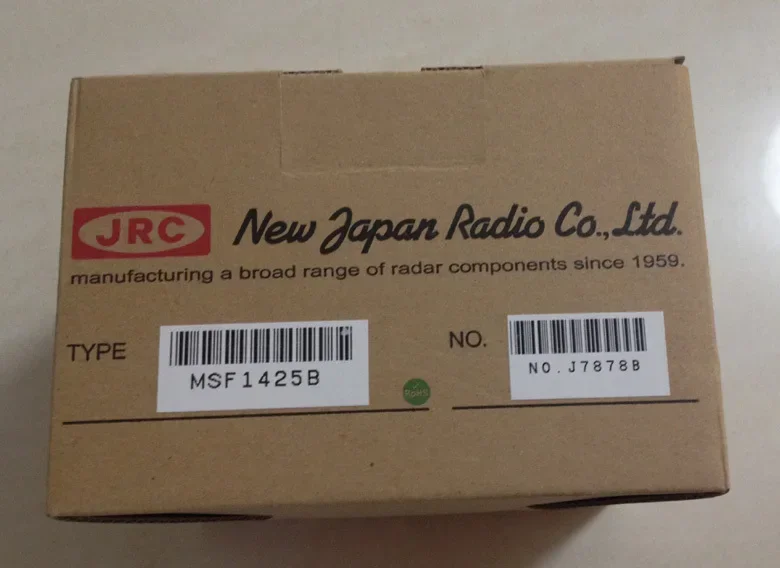 JRC New Japan Radio Co., Ltd.
manufacturing a broad range of radar components since 1959.
TYPE
MSF1425B
RoHS
NO.
NO.J7878B